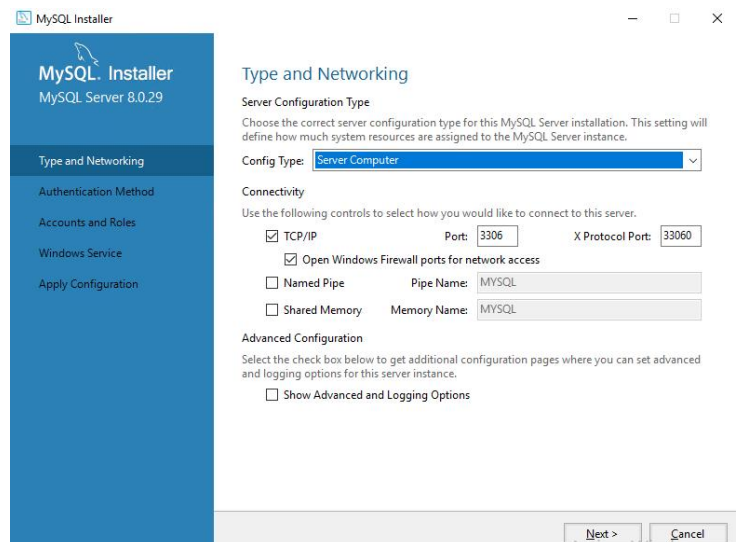 MySQL Installer
MySQL. Installer
MySQL Server 8.0.29
Type and Networking
Authentication Method
Accounts and Roles
Windows Service
Apply Configuration
Type and Networking
Server Configuration Type
Choose the correct server configuration type for this MySQL Server installation. This setting will
define how much system resources are assigned to the MySQL Server instance.
Config Type: Server Computer
Connectivity
Use the following controls to select how you would like to connect to this server.
TCP/IP Port: 3306 X Protocol Port: 33060
Open Windows Firewall ports for network access
Named Pipe Pipe Name: MYSQL
Shared Memory Memory Name: MYSQL
Advanced Configuration
Select the check box below to get additional configuration pages where you can set advanced
and logging options for this server instance.
Show Advanced and Logging Options
Next > Cancel